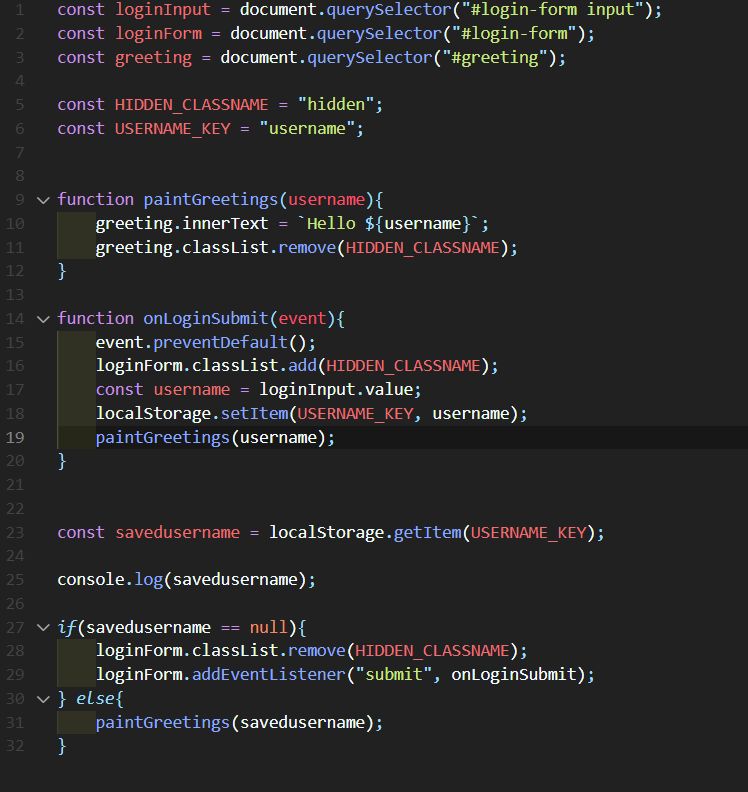 1 const loginInput = document.querySelector("#login-form input");
2 const loginForm = document.querySelector("#login-form");
3 const greeting = document.querySelector("#greeting");
4
5 const HIDDEN_CLASSNAME = "hidden";
6 const USERNAME_KEY = "username";
7
8
9 function paintGreetings(username){
10     greeting.innerText = `Hello ${username}`;
11     greeting.classList.remove(HIDDEN_CLASSNAME);
12 }
13
14 function onLoginSubmit(event){
15     event.preventDefault();
16     loginForm.classList.add(HIDDEN_CLASSNAME);
17     const username = loginInput.value;
18     localStorage.setItem(USERNAME_KEY, username);
19     paintGreetings(username);
20 }
21
22
23 const savedusername = localStorage.getItem(USERNAME_KEY);
24
25 console.log(savedusername);
26
27 if(savedusername == null){
28     loginForm.classList.remove(HIDDEN_CLASSNAME);
29     loginForm.addEventListener("submit", onLoginSubmit);
30 } else{
31     paintGreetings(savedusername);
32 }